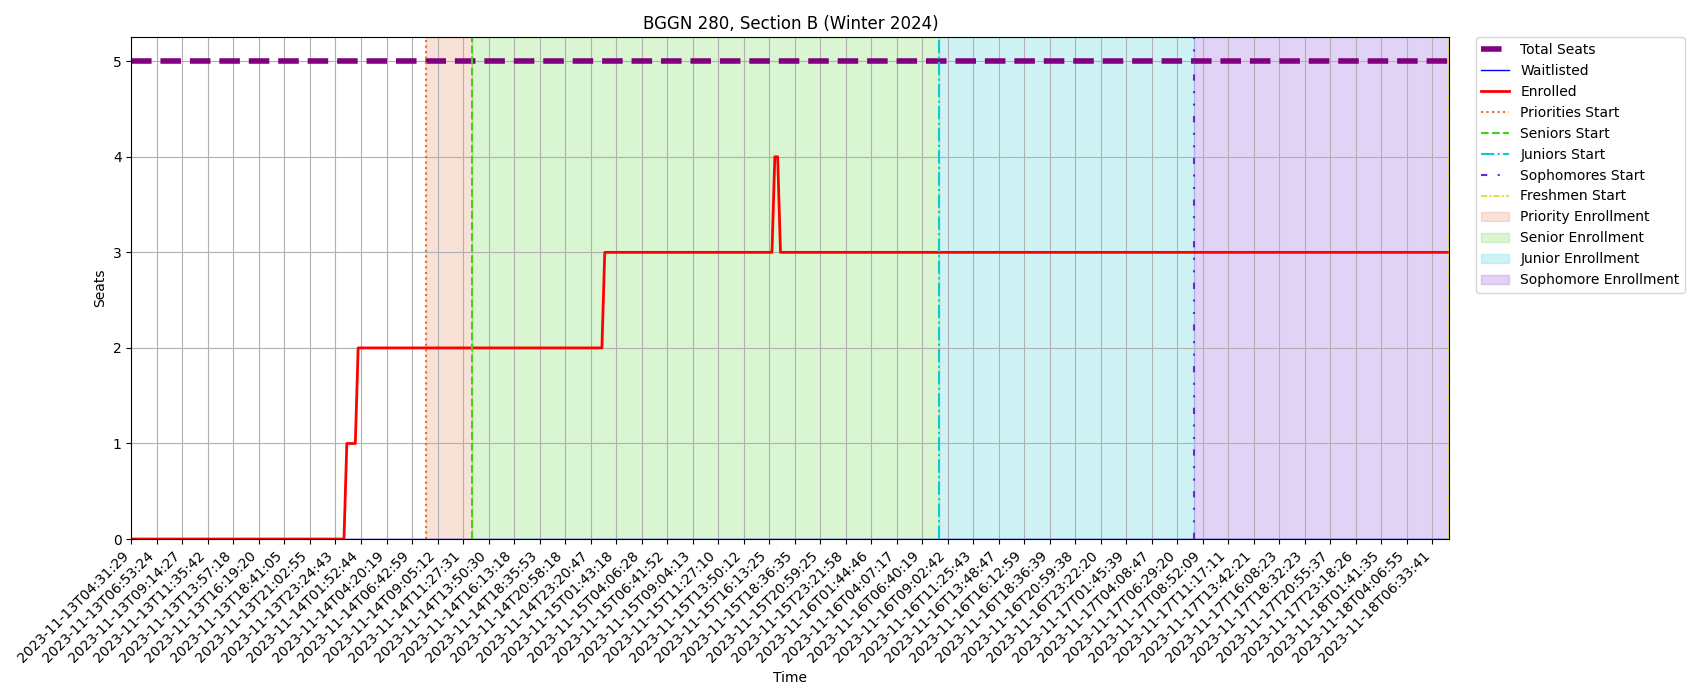 BGGN 280, Section B (Winter 2024)
Seats
5
4
3
2
1
0
2023-11-13T04:31:29
2023-11-13T06:53:24
2023-11-13T09:14:27
2023-11-13T11:35:42
2023-11-13T13:57:18
2023-11-13T16:19:20
2023-11-13T18:41:05
2023-11-13T21:02:55
2023-11-13T23:24:43
2023-11-14T01:52:44
2023-11-14T04:20:19
2023-11-14T06:42:59
2023-11-14T09:05:12
2023-11-14T11:27:31
2023-11-14T13:50:30
2023-11-14T16:13:18
2023-11-14T18:35:53
2023-11-14T20:58:18
2023-11-14T23:20:47
2023-11-15T01:43:18
2023-11-15T04:06:28
2023-11-15T06:41:52
2023-11-15T09:04:13
2023-11-15T11:27:10
2023-11-15T13:50:12
2023-11-15T16:13:25
2023-11-15T18:36:35
2023-11-15T20:59:25
2023-11-15T23:21:58
2023-11-16T01:44:46
2023-11-16T04:07:17
2023-11-16T06:40:19
2023-11-16T09:02:42
2023-11-16T11:25:43
2023-11-16T13:48:47
2023-11-16T16:12:59
2023-11-16T18:36:39
2023-11-16T20:59:38
2023-11-16T23:22:20
2023-11-17T01:45:39
2023-11-17T04:08:47
2023-11-17T06:29:20
2023-11-17T08:52:09
2023-11-17T11:17:11
2023-11-17T13:42:21
2023-11-17T16:08:23
2023-11-17T18:32:23
2023-11-17T20:55:37
2023-11-17T23:18:26
2023-11-18T01:41:35
2023-11-18T04:06:55
2023-11-18T06:33:41
Time
Total Seats
Waitlisted
Enrolled
Priorities Start
Seniors Start
Juniors Start
Sophomores Start
Freshmen Start
Priority Enrollment
Senior Enrollment
Junior Enrollment
Sophomore Enrollment